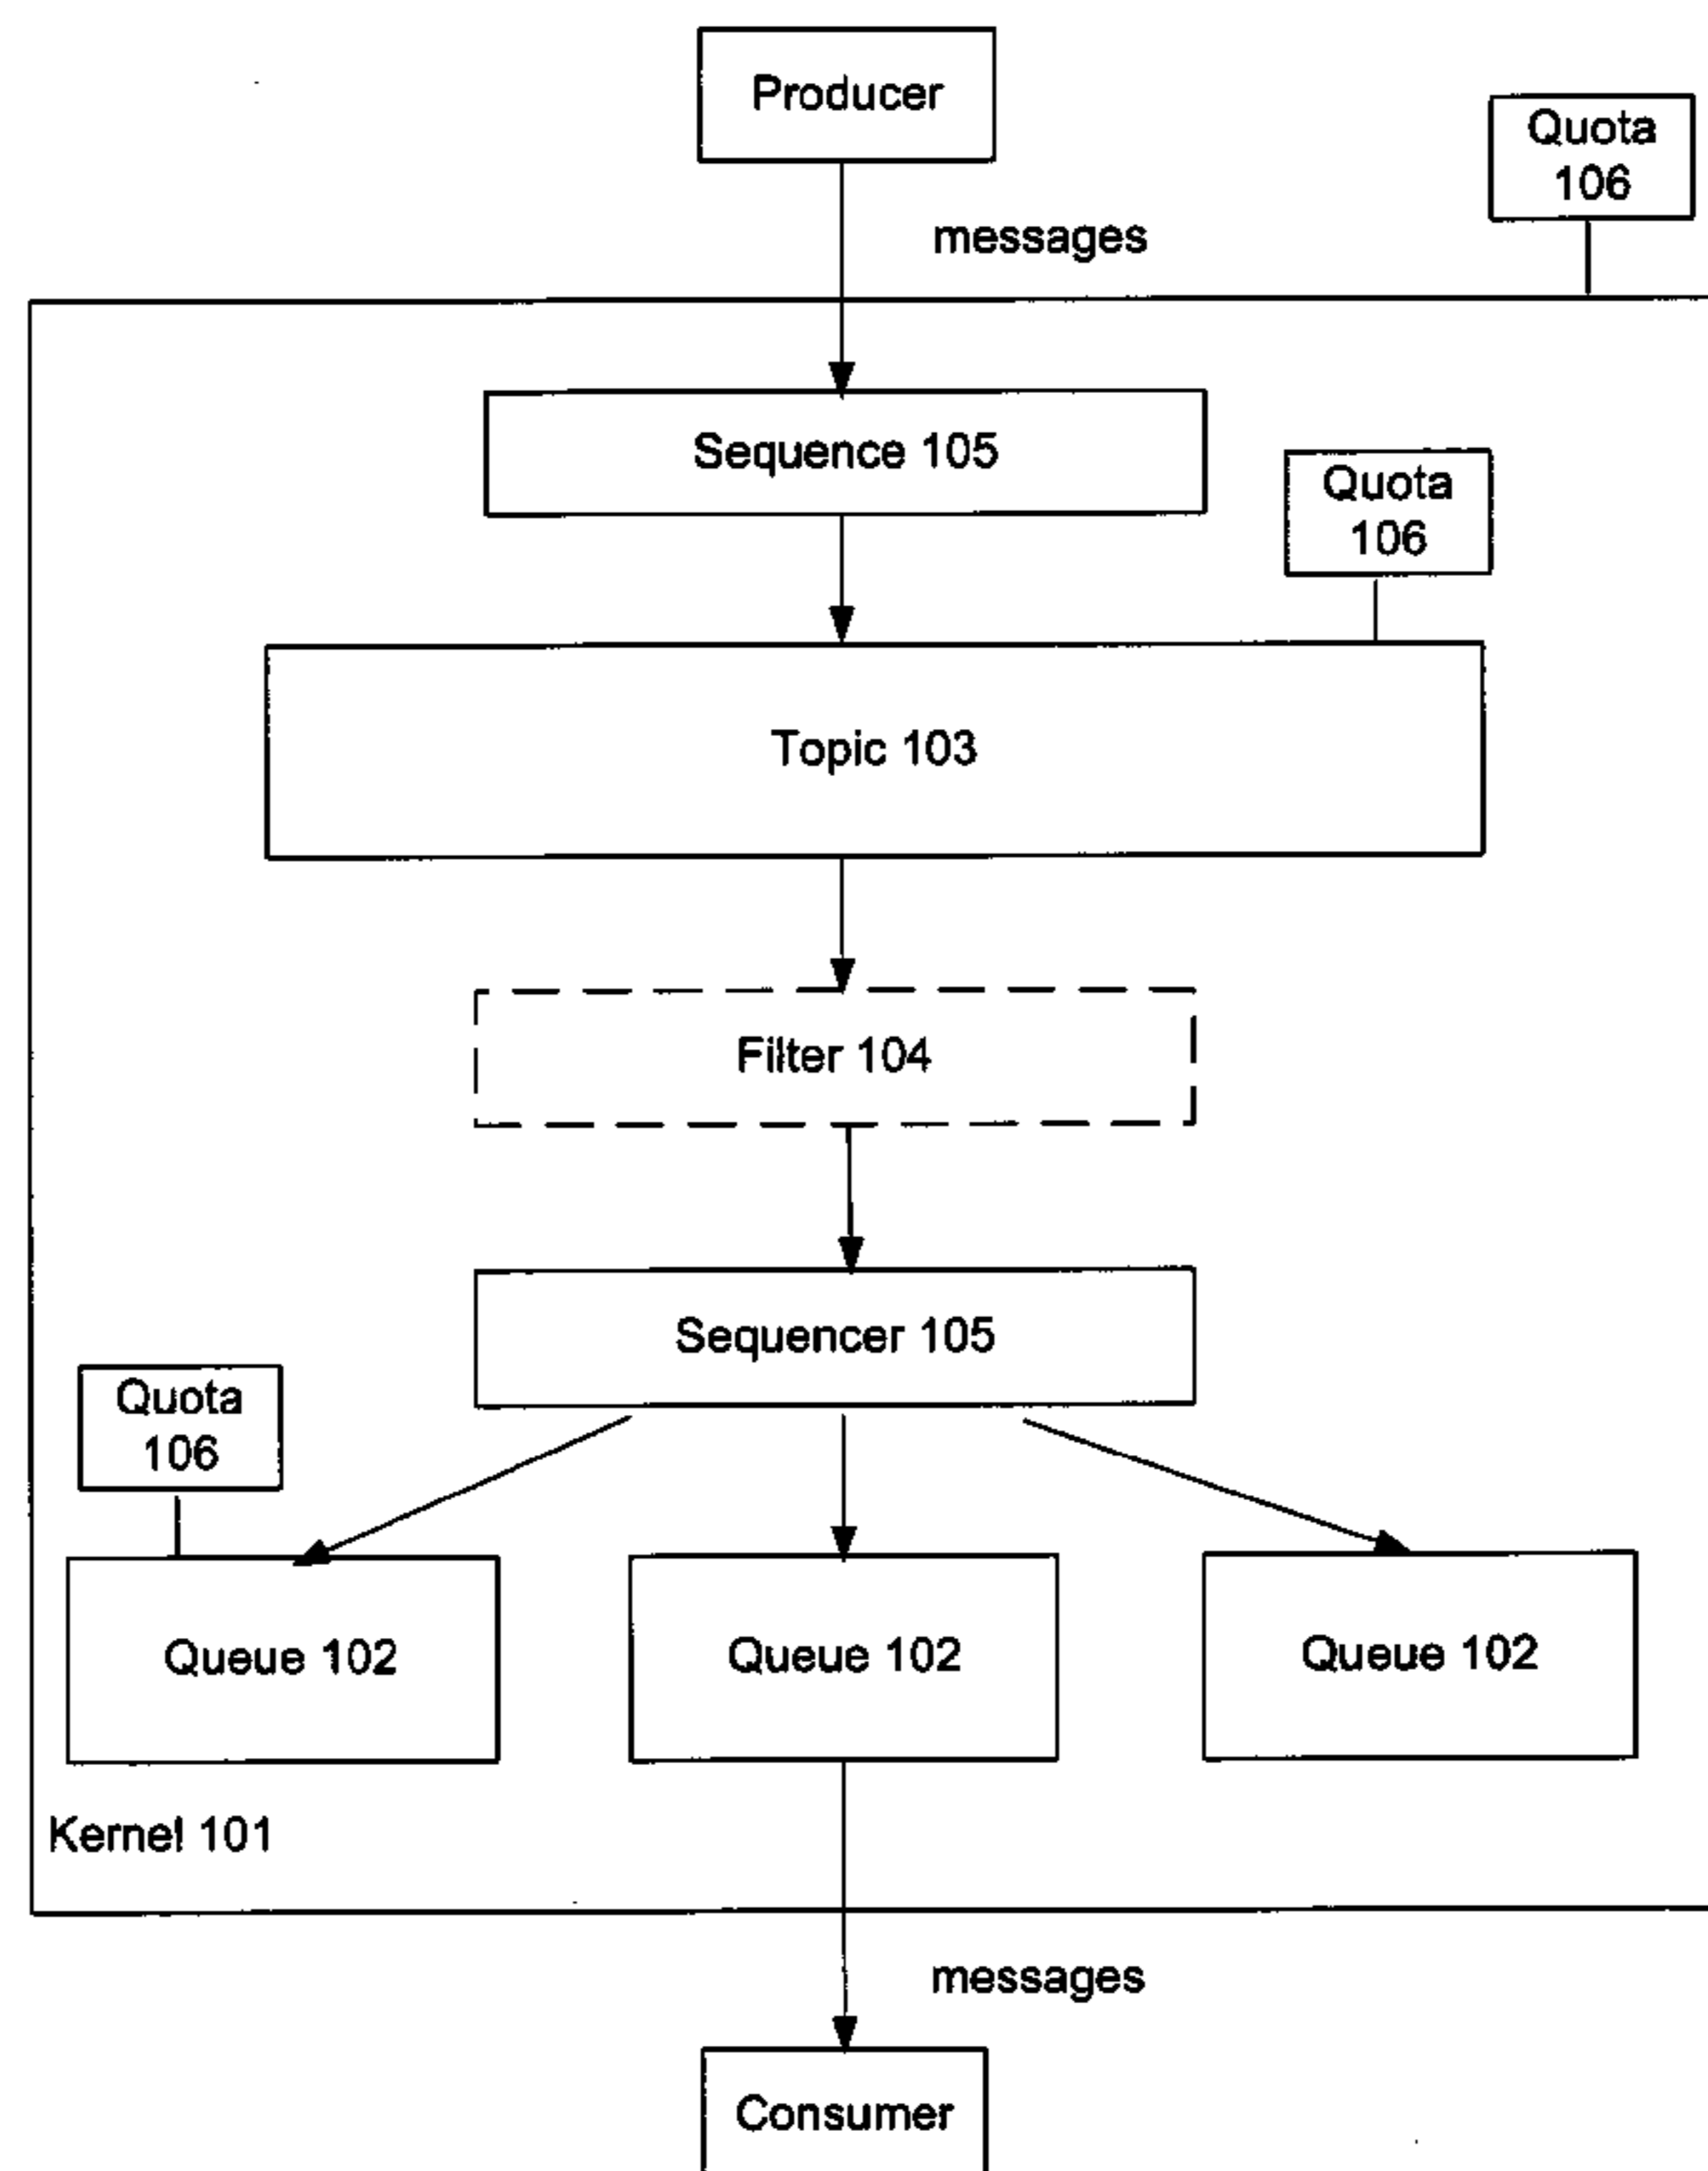 Producer
Quota
106
messages
Sequence 105
Quota
106
Topic 103
Filter 104
Sequencer 105
Quota
106
Queue 102
Queue 102
Queue 102
Kernel 101
messages
Consumer